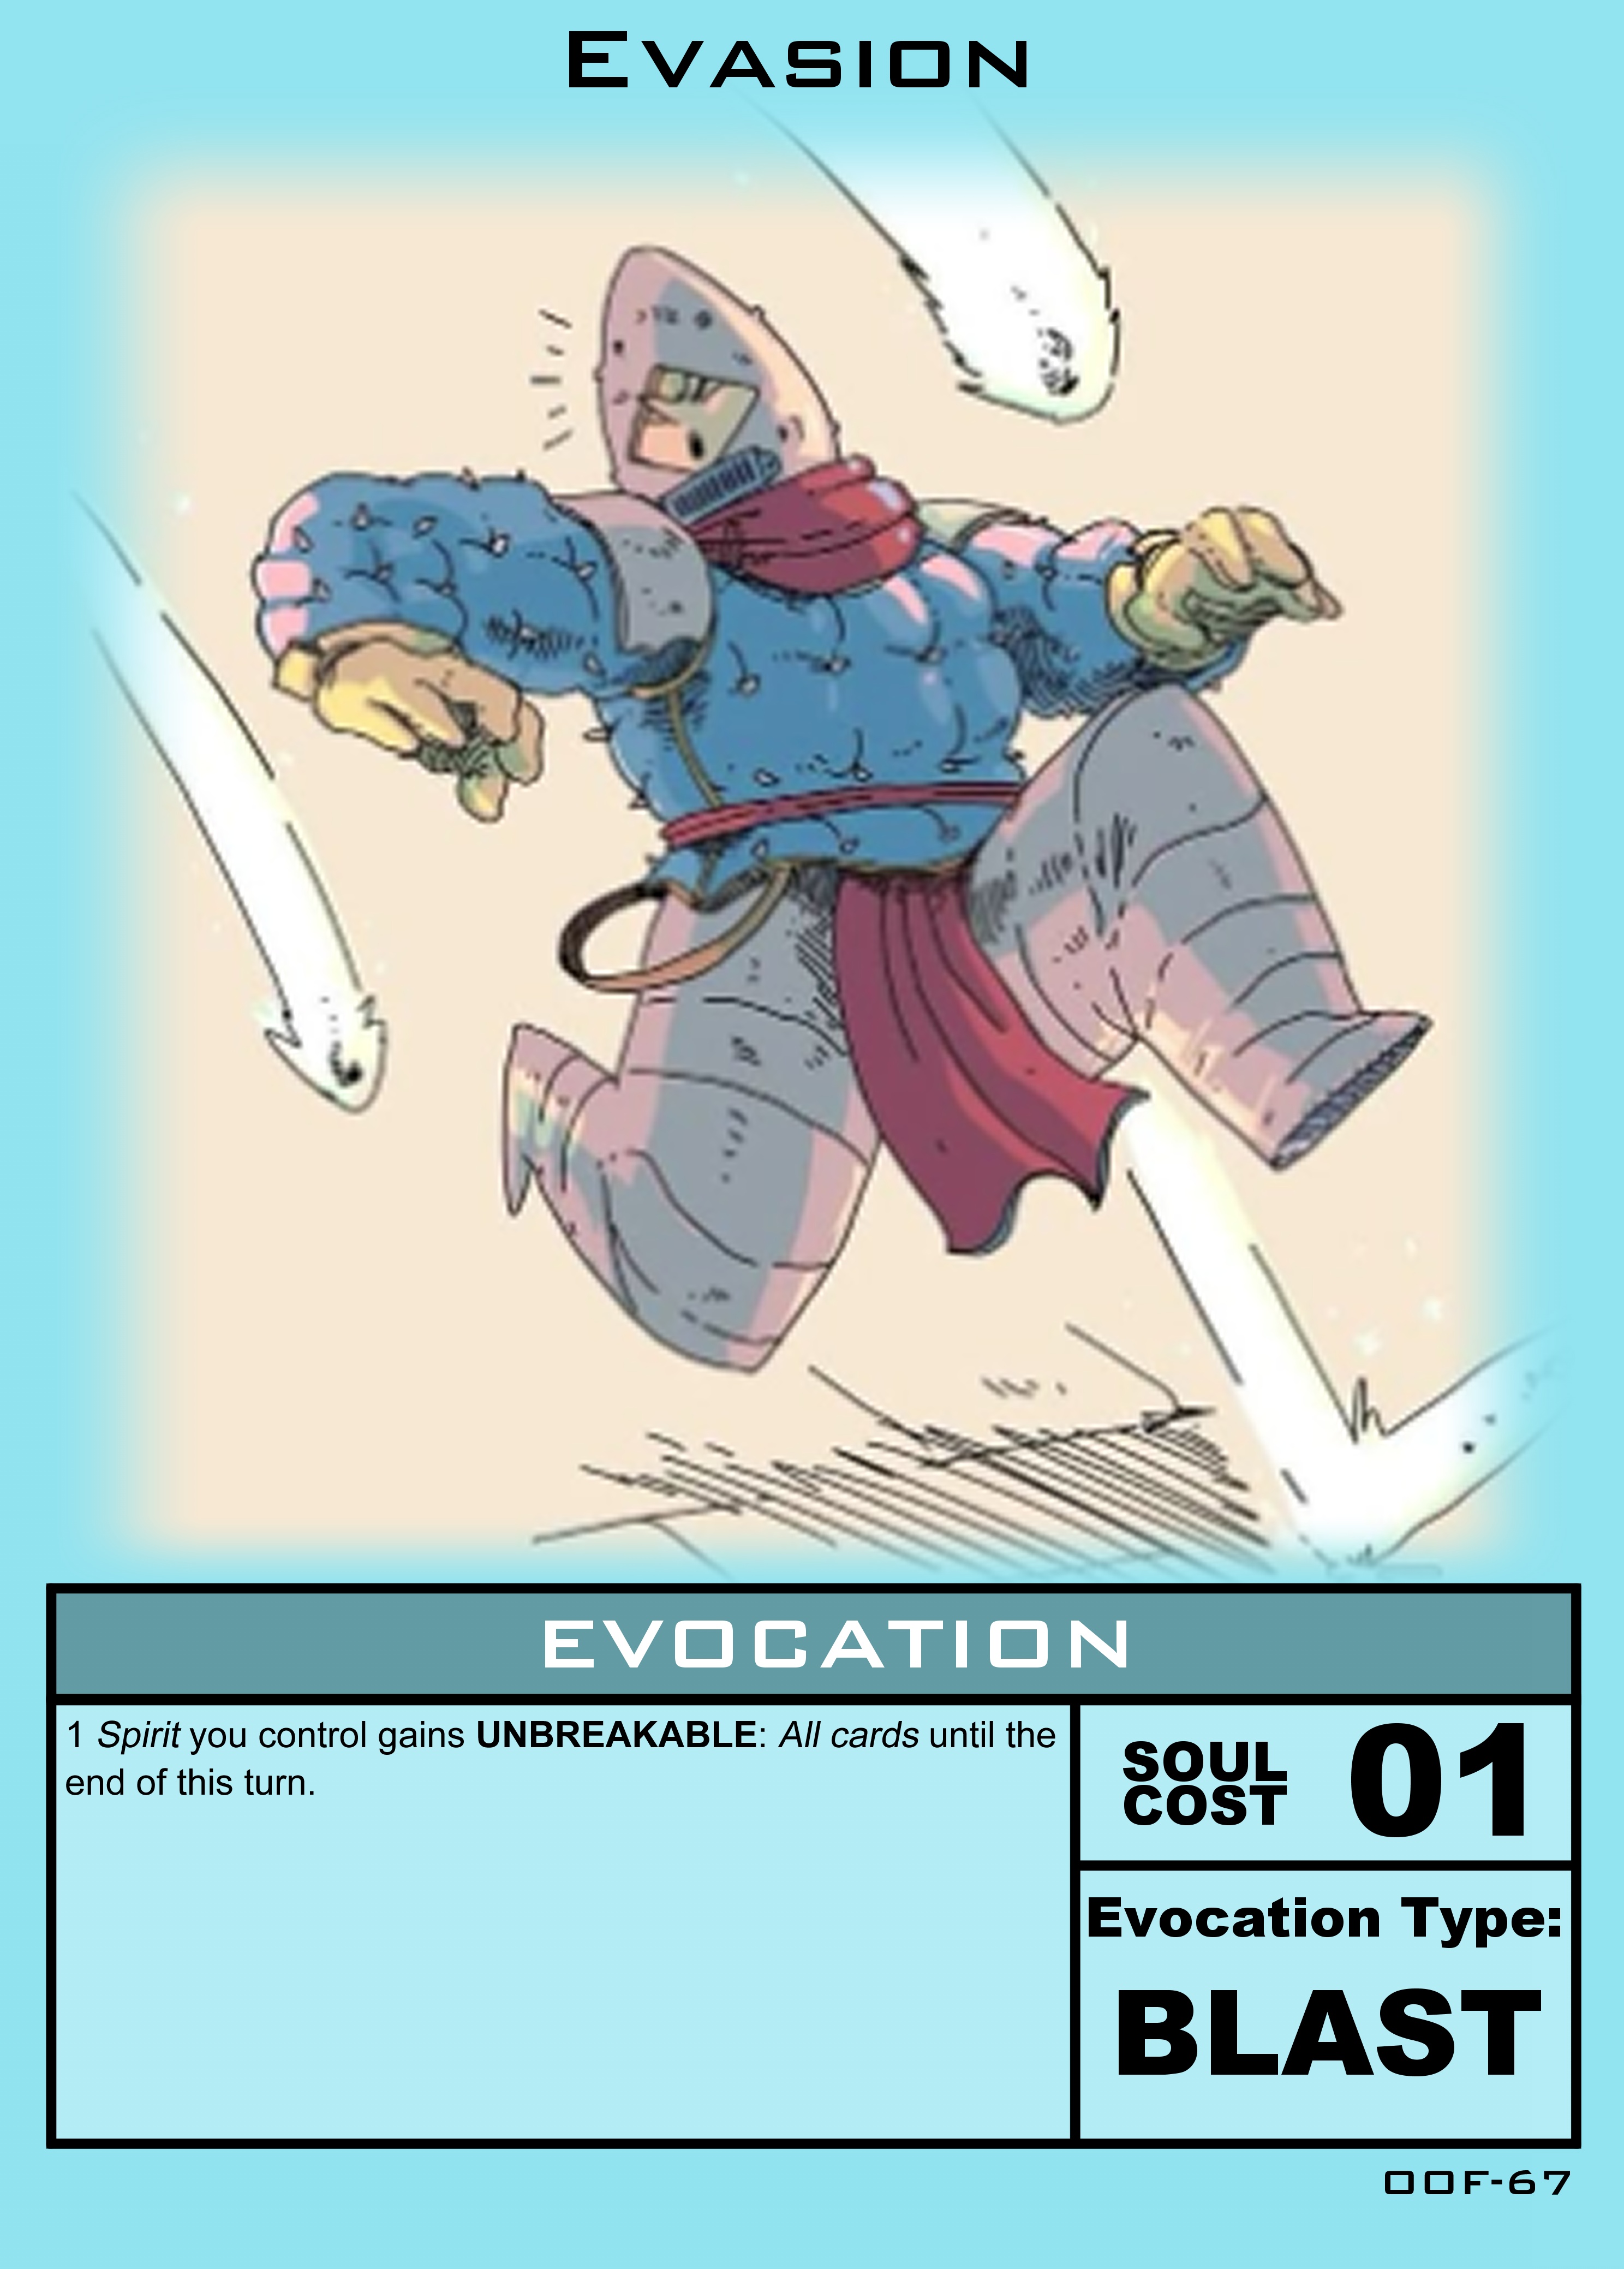 EVASION
EVOCATION
1 Spirit you control gains UNBREAKABLE: All cards until the
end of this turn.
SOUL
COST
01
Evocation Type:
BLAST
OOF-67